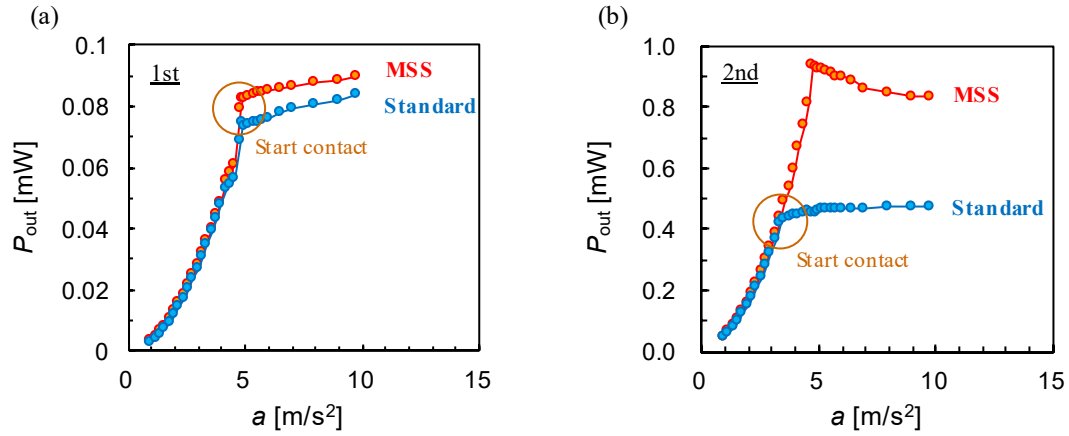 (a)
1st
MSS
Standard
Start contact
0.1
0.08
0.06
0.04
0.02
0
P_out [mW]
0 5 10 15
a [m/s²]
(b)
2nd
MSS
Standard
Start contact
1.0
0.8
0.6
0.4
0.2
0.0
P_out [mW]
0 5 10 15
a [m/s²]